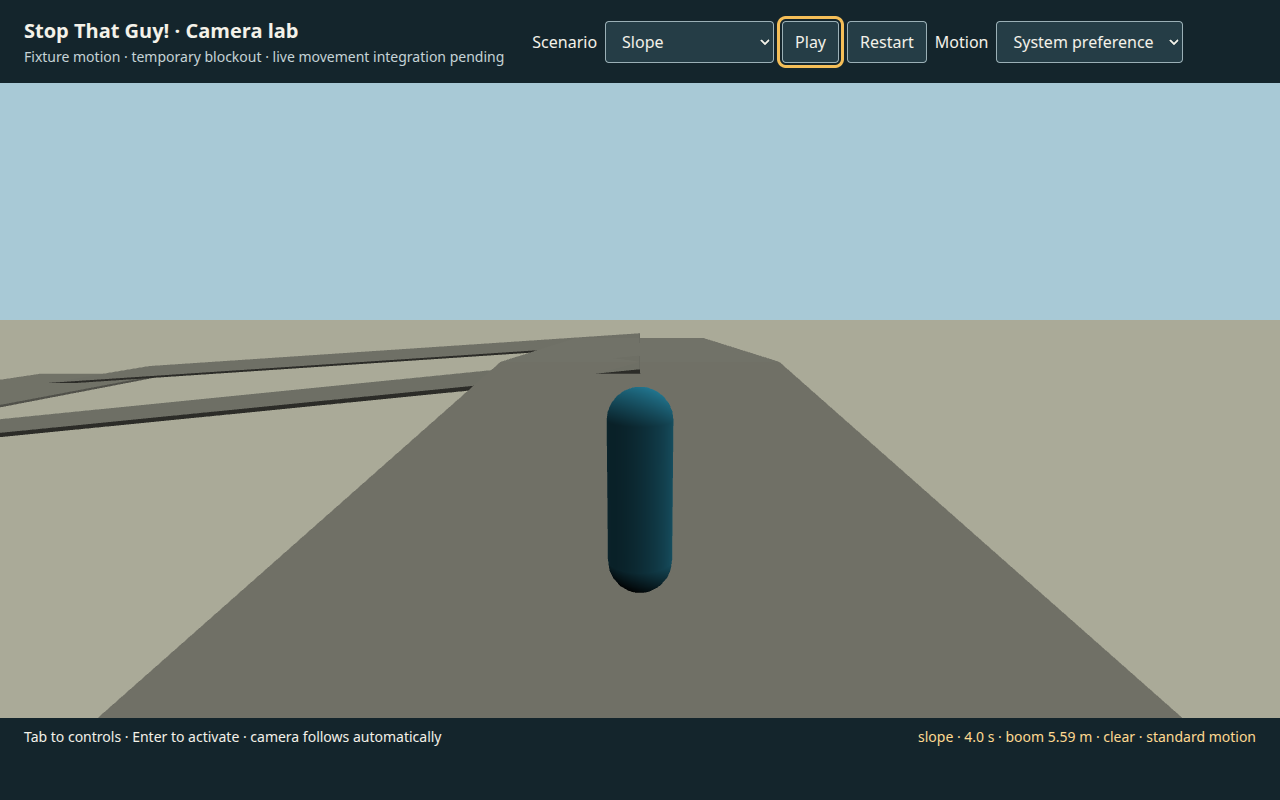 Stop That Guy! · Camera lab
Fixture motion · temporary blockout · live movement integration pending
Scenario Slope Play Restart Motion System preference
Tab to controls · Enter to activate · camera follows automatically
slope · 4.0 s · boom 5.59 m · clear · standard motion